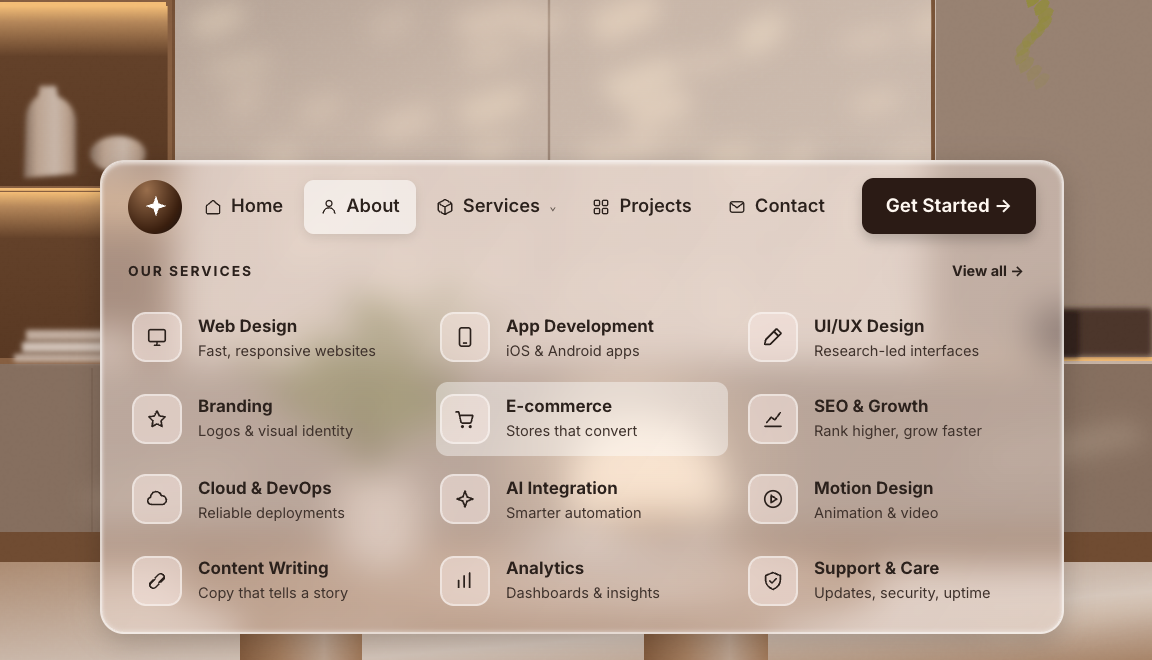 Home About Services Projects Contact Get Started →
OUR SERVICES View all →
Web Design App Development UI/UX Design
Fast, responsive websites iOS & Android apps Research-led interfaces
Branding E-commerce SEO & Growth
Logos & visual identity Stores that convert Rank higher, grow faster
Cloud & DevOps AI Integration Motion Design
Reliable deployments Smarter automation Animation & video
Content Writing Analytics Support & Care
Copy that tells a story Dashboards & insights Updates, security, uptime